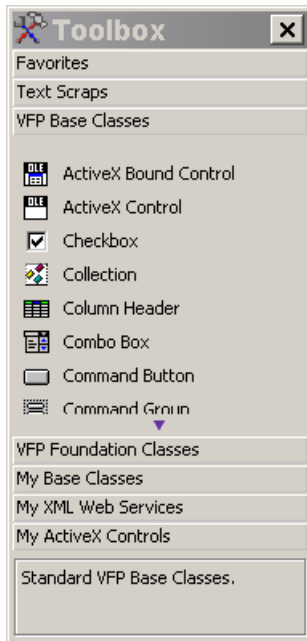 Toolbox
Favorites
Text Scraps
VFP Base Classes
OLE ActiveX Bound Control
OLE ActiveX Control
Checkbox
Collection
Column Header
Combo Box
Command Button
Command Group
VFP Foundation Classes
My Base Classes
My XML Web Services
My ActiveX Controls
Standard VFP Base Classes.